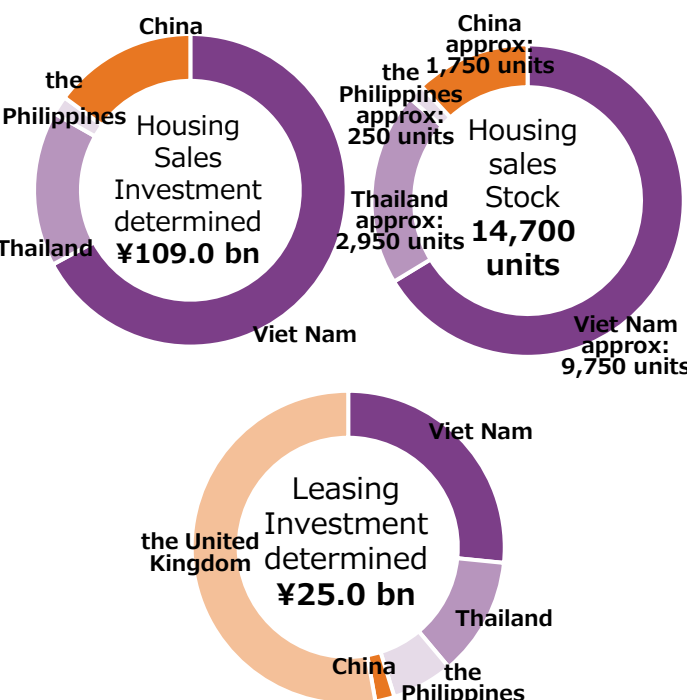 China
the
Philippines
Thailand
Viet Nam
Housing
Sales
Investment
determined
¥109.0 bn
China
approx:
1,750 units
the
Philippines
approx:
250 units
Thailand
approx:
2,950 units
Viet Nam
approx:
9,750 units
Housing
sales
Stock
14,700
units
Viet Nam
the United
Kingdom
Leasing
Investment
determined
¥25.0 bn
Thailand
China
the
Philippines